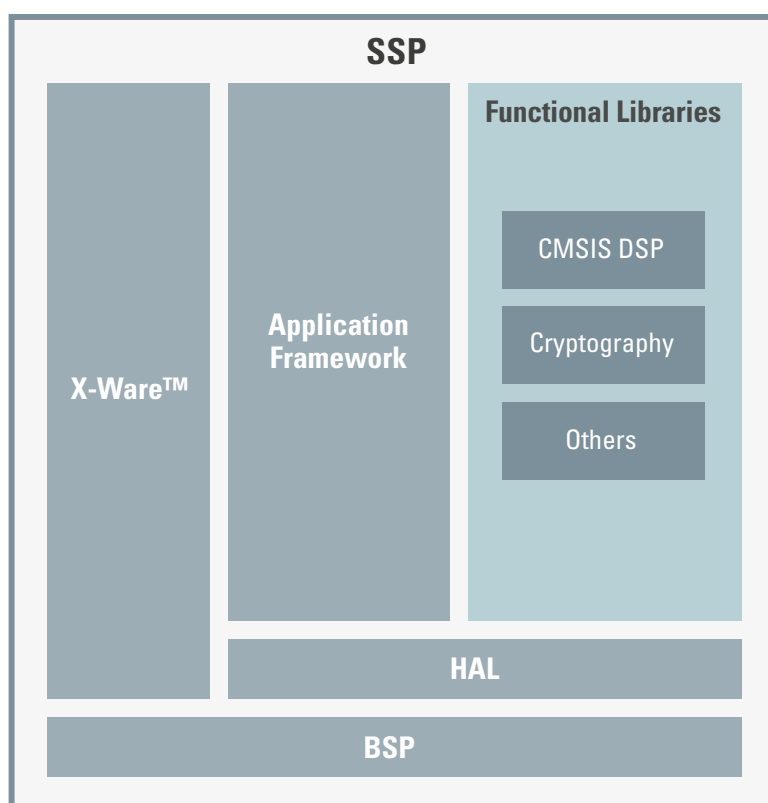 SSP
Functional Libraries
CMSIS DSP
Application
Framework
Cryptography
X-Ware™
Others
HAL
BSP